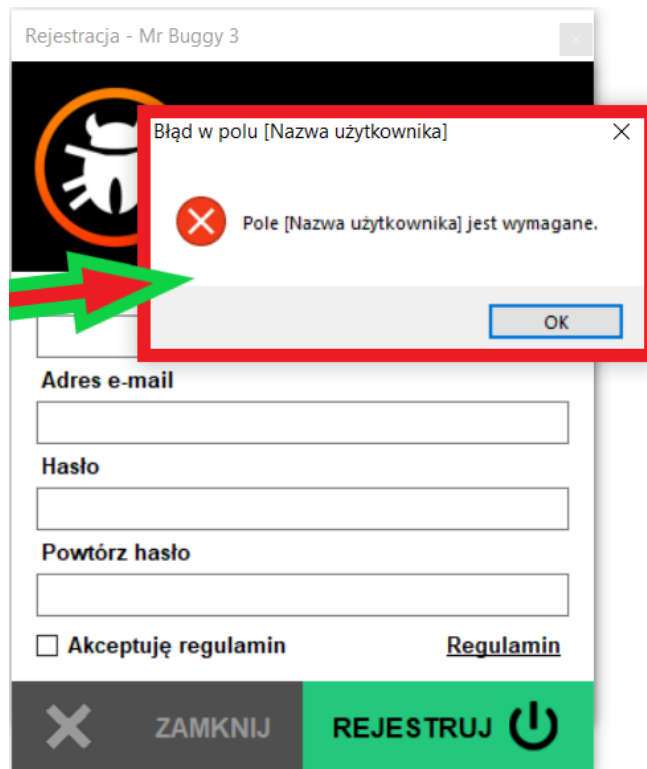 Rejestracja - Mr Buggy 3
Błąd w polu [Nazwa użytkownika]
Pole [Nazwa użytkownika] jest wymagane.
OK
Adres e-mail
Hasło
Powtórz hasło
Akceptuję regulamin
Regulamin
ZAMKNIJ
REJESTRUJ